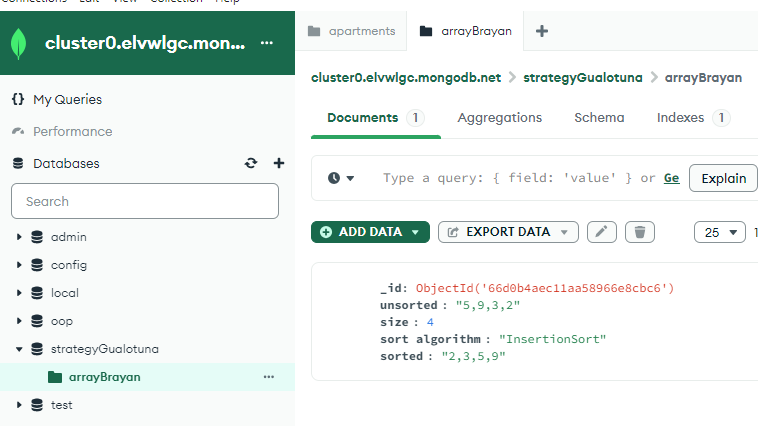 Connections Edit View Collection Help
cluster0.elvwlgc.mon... ...
{} My Queries
Performance
Databases
Search
admin
config
local
oop
strategyGualotuna
arrayBrayan ...
test
apartments
arrayBrayan
cluster0.elvwlgc.mongodb.net > strategyGualotuna > arrayBrayan
Documents 1 Aggregations Schema Indexes 1
Type a query: { field: 'value' } or Ge Explain
ADD DATA EXPORT DATA 25 1
_id: ObjectId('66d0b4aec11aa58966e8cbc6')
unsorted : "5,9,3,2"
size : 4
sort algorithm : "InsertionSort"
sorted : "2,3,5,9"